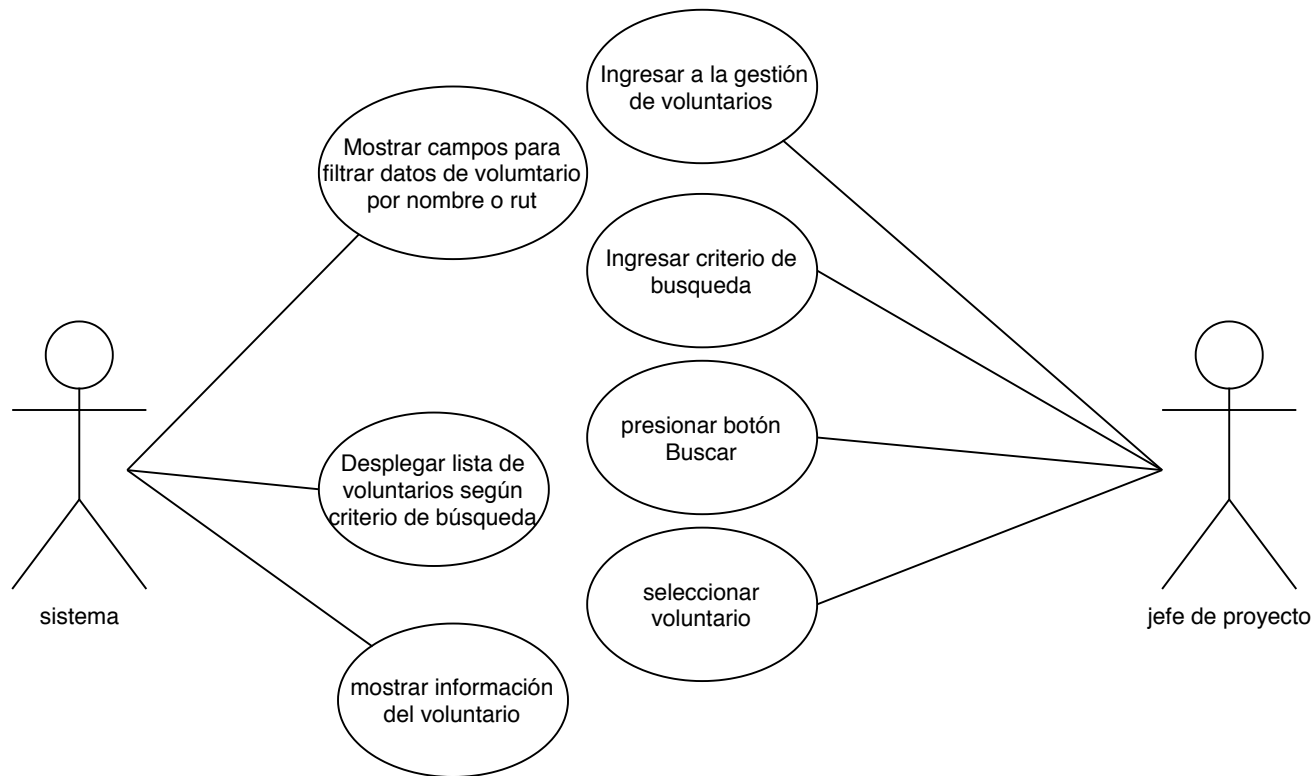 Ingresar a la gestión
de voluntarios
Mostrar campos para
filtrar datos de volumtario
por nombre o rut
Ingresar criterio de
busqueda
presionar botón
Buscar
Desplegar lista de
voluntarios según
criterio de búsqueda
seleccionar
voluntario
sistema
jefe de proyecto
mostrar información
del voluntario